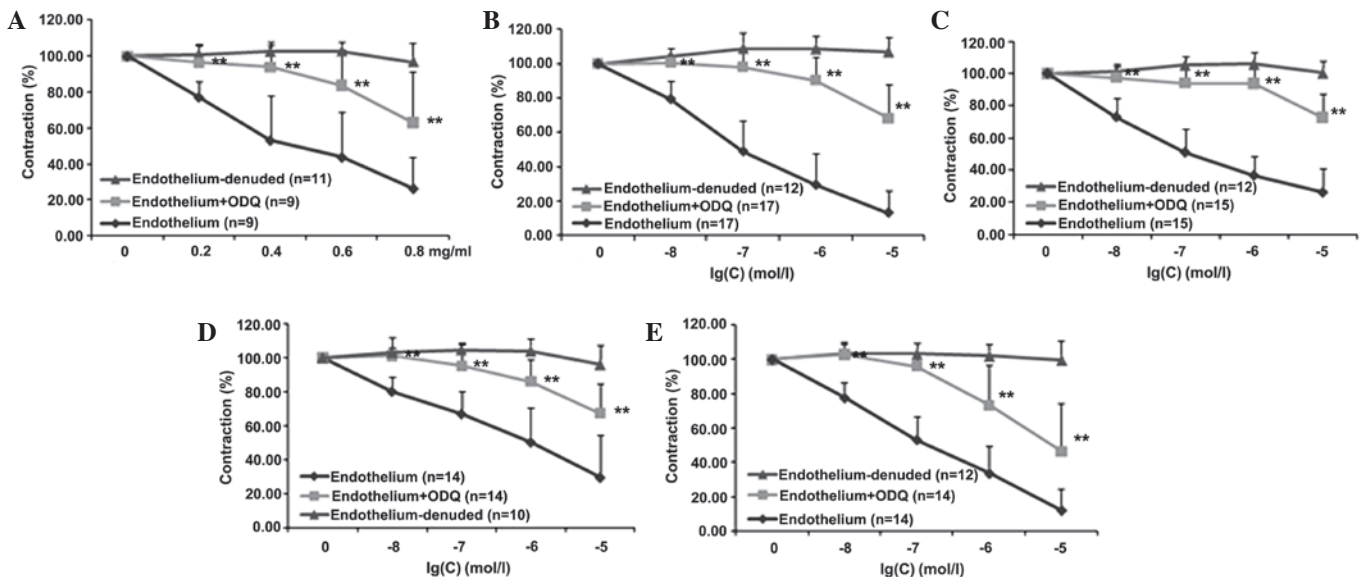 A
120.00
100.00
80.00
60.00
40.00
20.00
0.00
Contraction (%)
** ** ** **
Endothelium-denuded (n=11)
Endothelium+ODQ (n=9)
Endothelium (n=9)
0 0.2 0.4 0.6 0.8 mg/ml
B
120.00
100.00
80.00
60.00
40.00
20.00
0.00
Contraction (%)
** ** ** **
Endothelium-denuded (n=12)
Endothelium+ODQ (n=17)
Endothelium (n=17)
0 -8 -7 -6 -5
lg(C) (mol/l)
C
120.00
100.00
80.00
60.00
40.00
20.00
0.00
Contraction (%)
** ** ** **
Endothelium-denuded (n=12)
Endothelium+ODQ (n=15)
Endothelium (n=15)
0 -8 -7 -6 -5
lg(C) (mol/l)
D
120.00
100.00
80.00
60.00
40.00
20.00
0.00
Contraction (%)
** ** ** **
Endothelium (n=14)
Endothelium+ODQ (n=14)
Endothelium-denuded (n=10)
0 -8 -7 -6 -5
lg(C) (mol/l)
E
120.00
100.00
80.00
60.00
40.00
20.00
0.00
Contraction (%)
** ** ** **
Endothelium-denuded (n=12)
Endothelium+ODQ (n=14)
Endothelium (n=14)
0 -8 -7 -6 -5
lg(C) (mol/l)